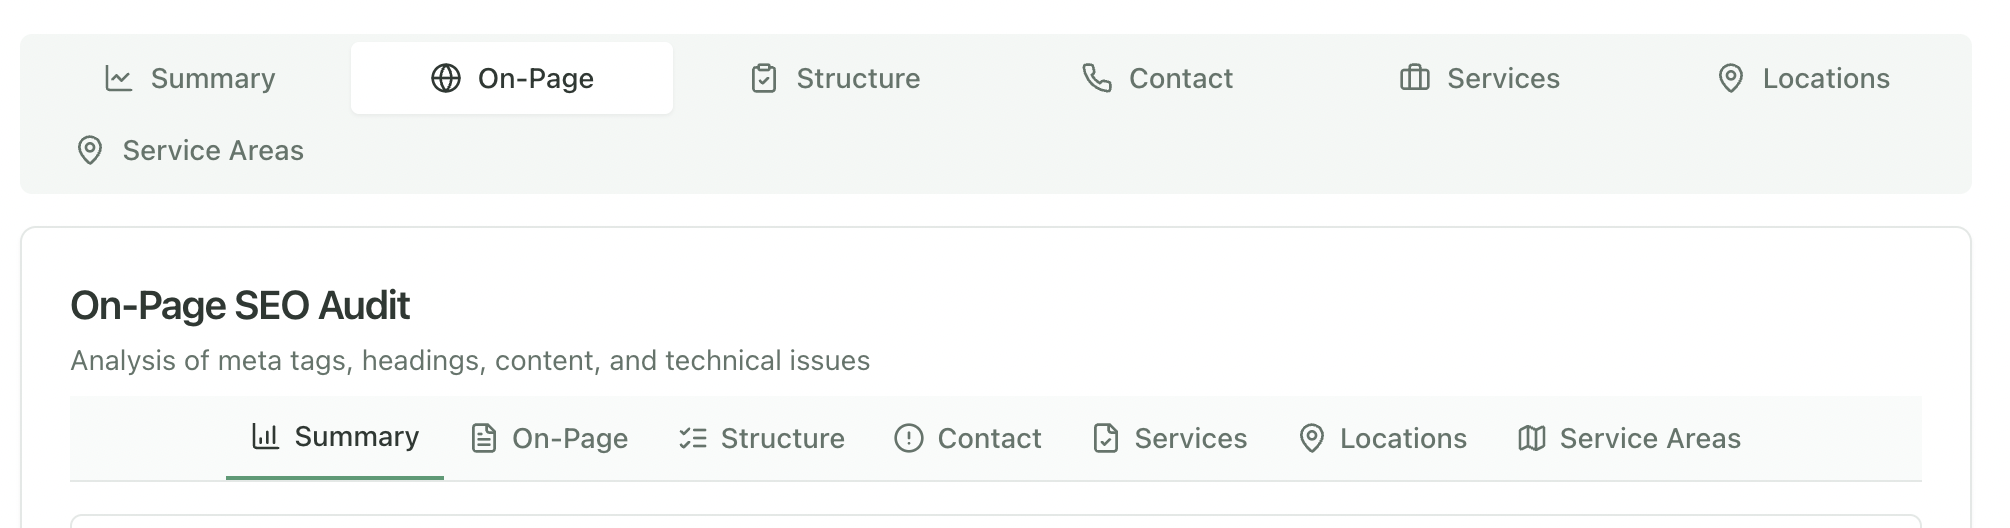 Summary On-Page Structure Contact Services Locations
Service Areas
On-Page SEO Audit
Analysis of meta tags, headings, content, and technical issues
Summary On-Page Structure Contact Services Locations Service Areas